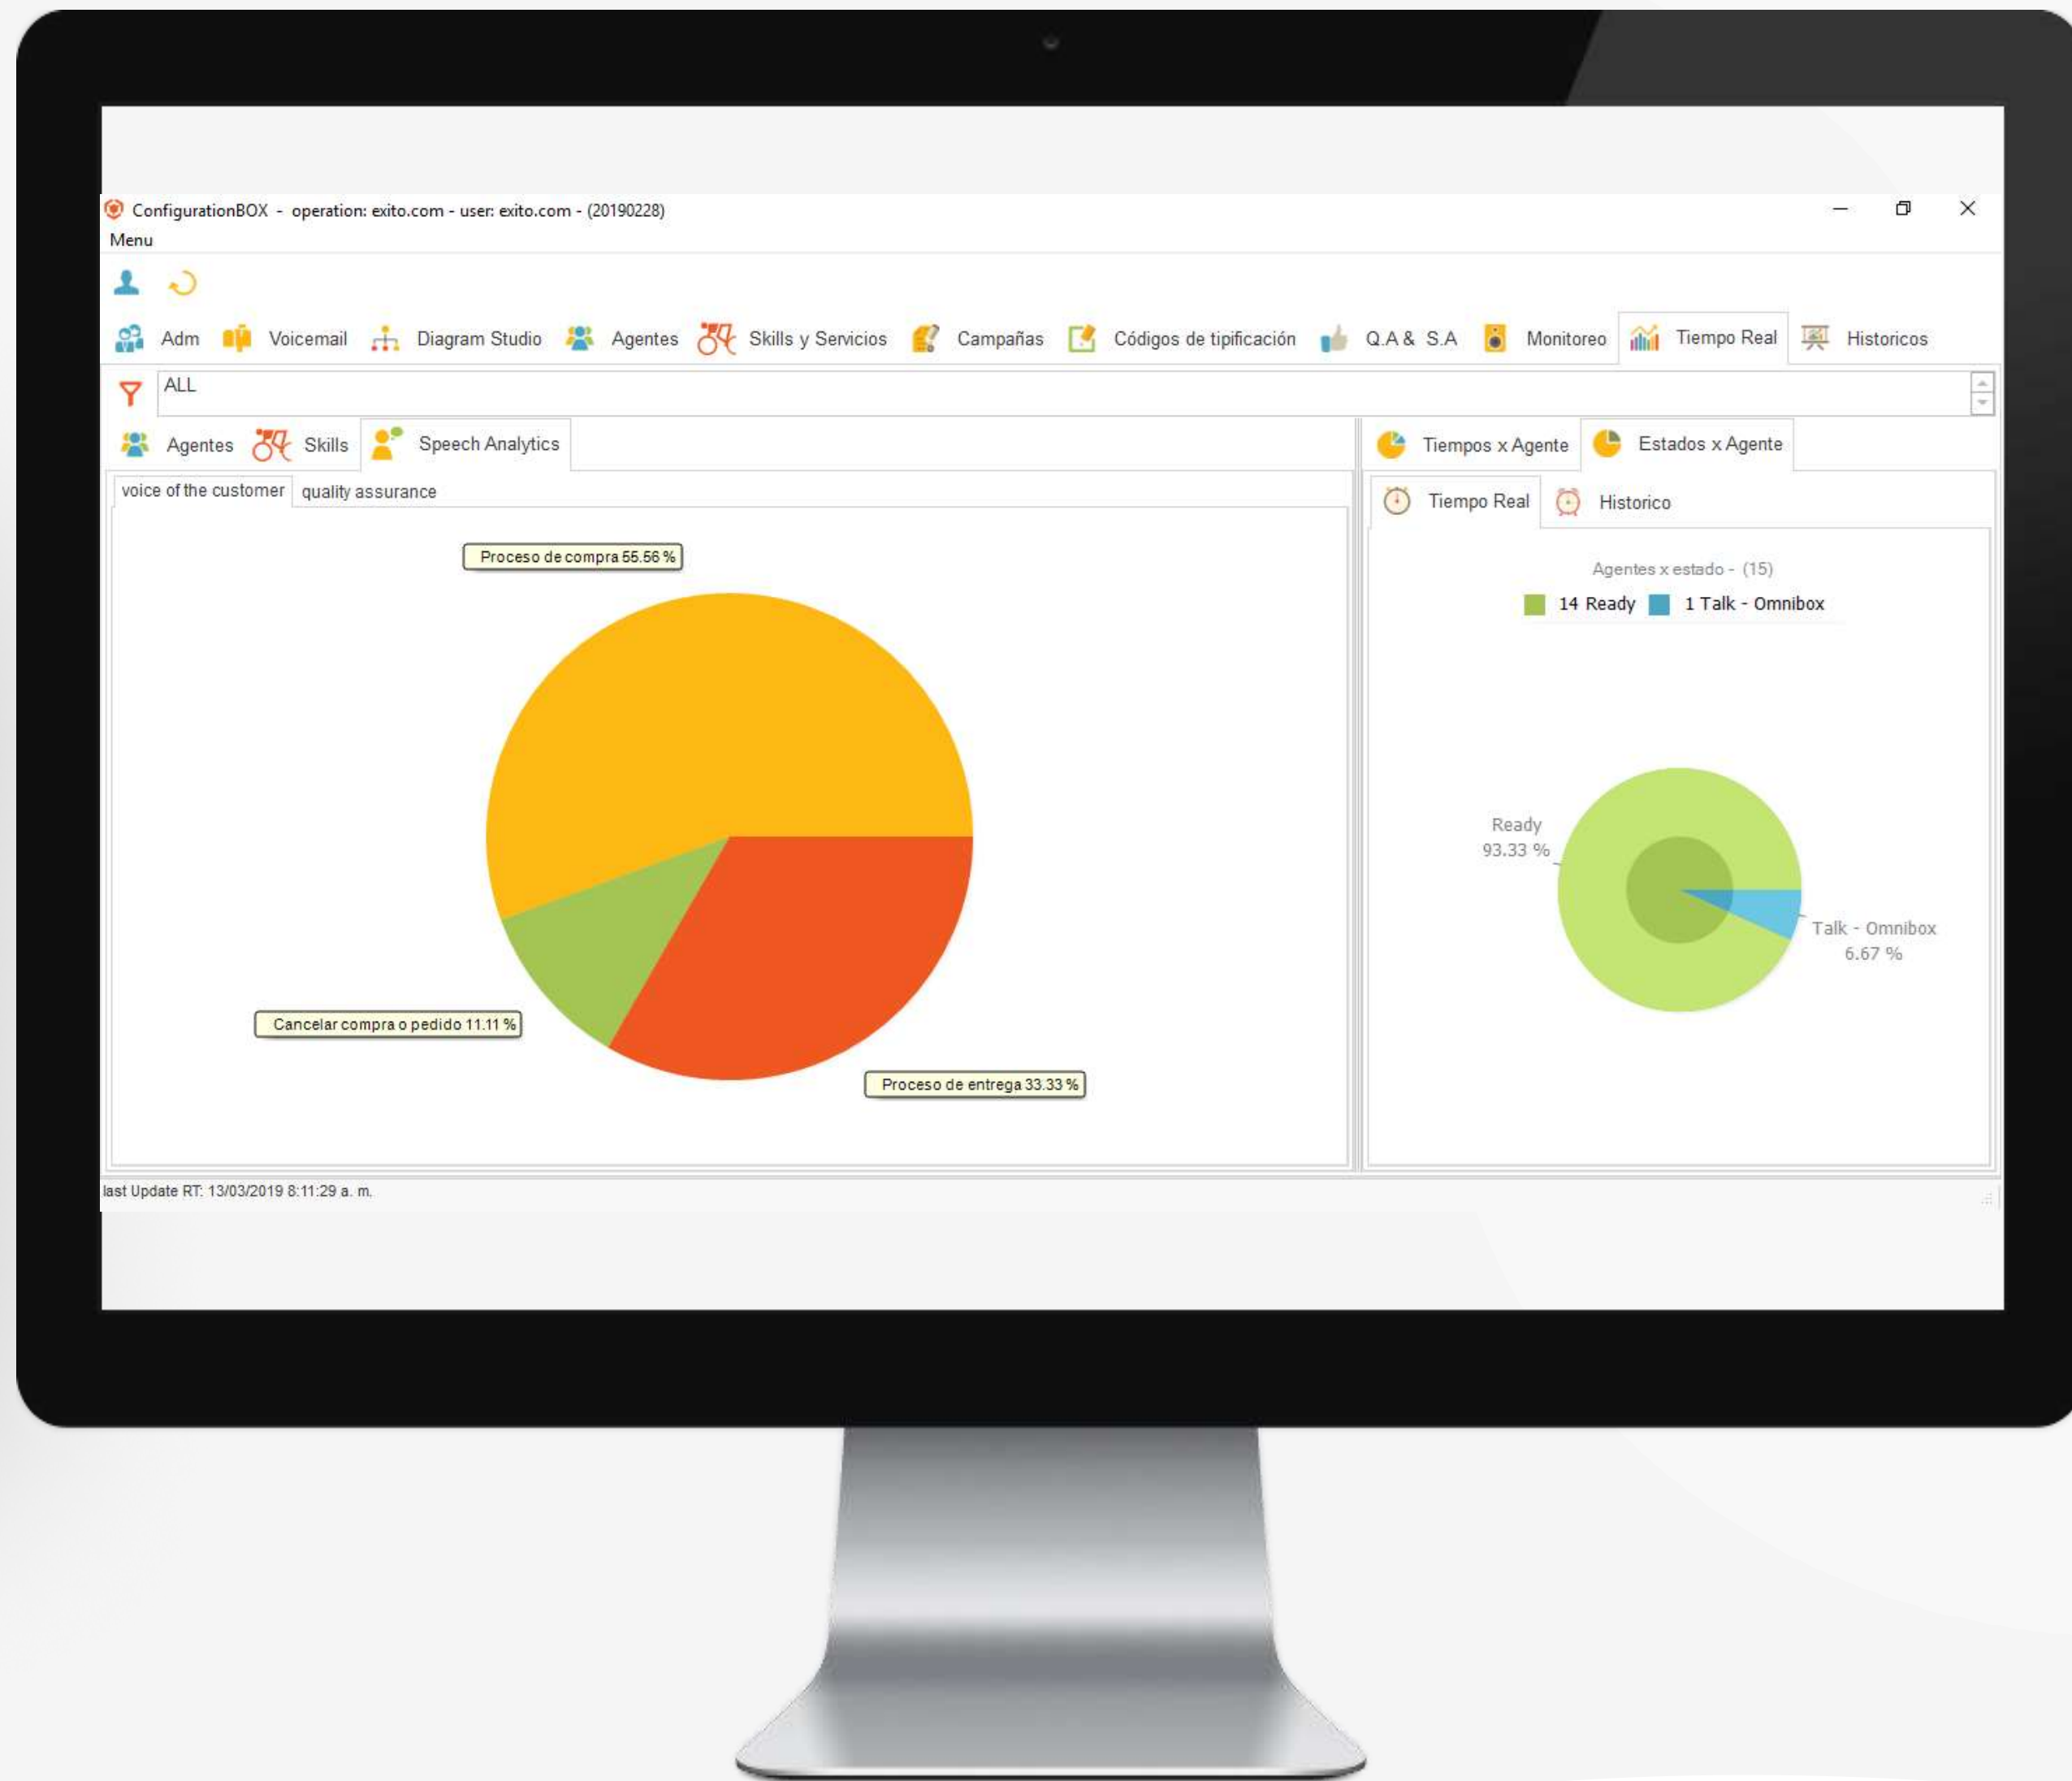 ConfigurationBOX - operation: exito.com - user: exito.com - (20190228)
Menu
Adm Voicemail Diagram Studio Agentes Skills y Servicios Campañas Códigos de tipificación Q.A & S.A Monitoreo Tiempo Real Historicos
ALL
Agentes Skills Speech Analytics
Tiempos x Agente Estados x Agente
voice of the customer quality assurance
Tiempo Real Historico
Proceso de compra 55.56 %
Cancelar compra o pedido 11.11 %
Proceso de entrega 33.33 %
Agentes x estado - (15)
14 Ready 1 Talk - Omnibox
Ready
93.33 %
Talk - Omnibox
6.67 %
last Update RT: 13/03/2019 8:11:29 a. m.